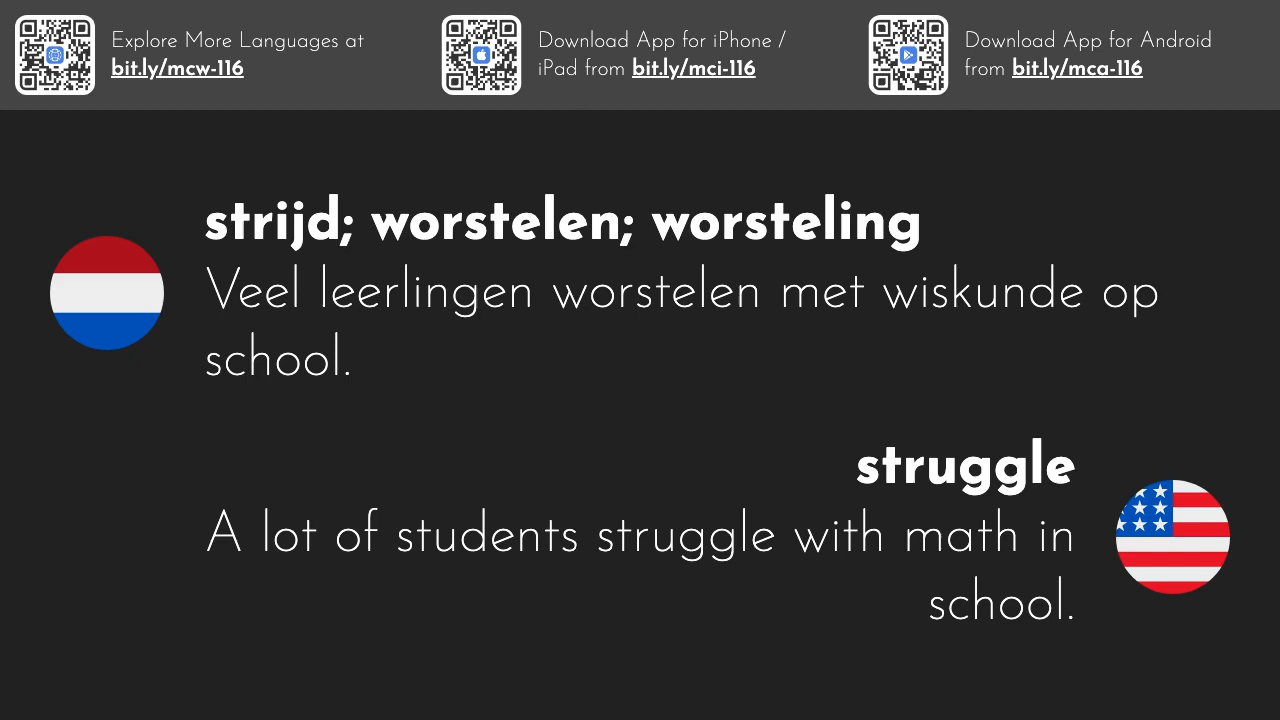 Explore More Languages at
bit.ly/mcw-116
Download App for iPhone /
iPad from bit.ly/mci-116
Download App for Android
from bit.ly/mca-116
strijd; worstelen; worsteling
Veel leerlingen worstelen met wiskunde op
school.
struggle
A lot of students struggle with math in
school.